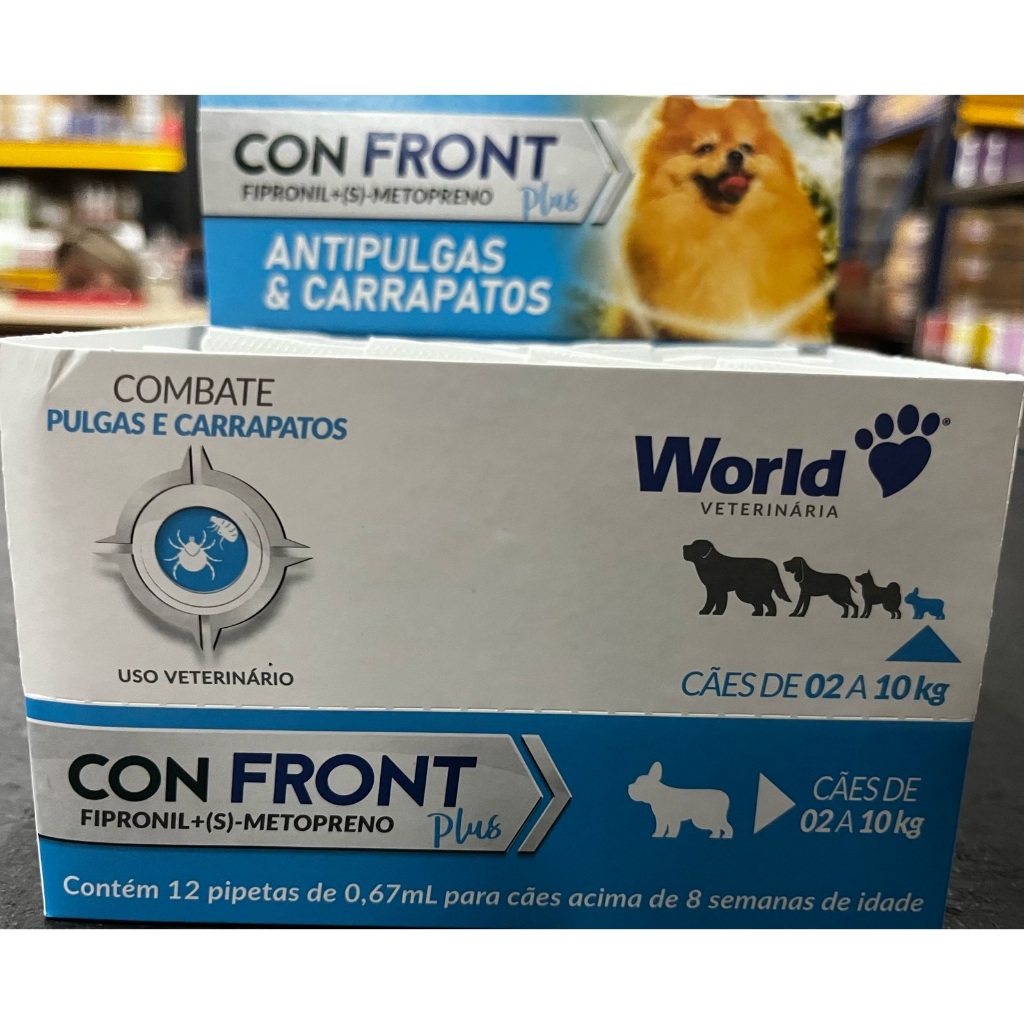 CON FRONT
FIPRONIL+(S)-METOPRENO Plus
ANTIPULGAS
& CARRAPATOS
COMBATE
PULGAS E CARRAPATOS
USO VETERINÁRIO
World ®
VETERINÁRIA
CÃES DE 02 A 10 kg
CON FRONT
FIPRONIL+(S)-METOPRENO Plus
CÃES DE
02 A 10 kg
Contém 12 pipetas de 0,67mL para cães acima de 8 semanas de idade